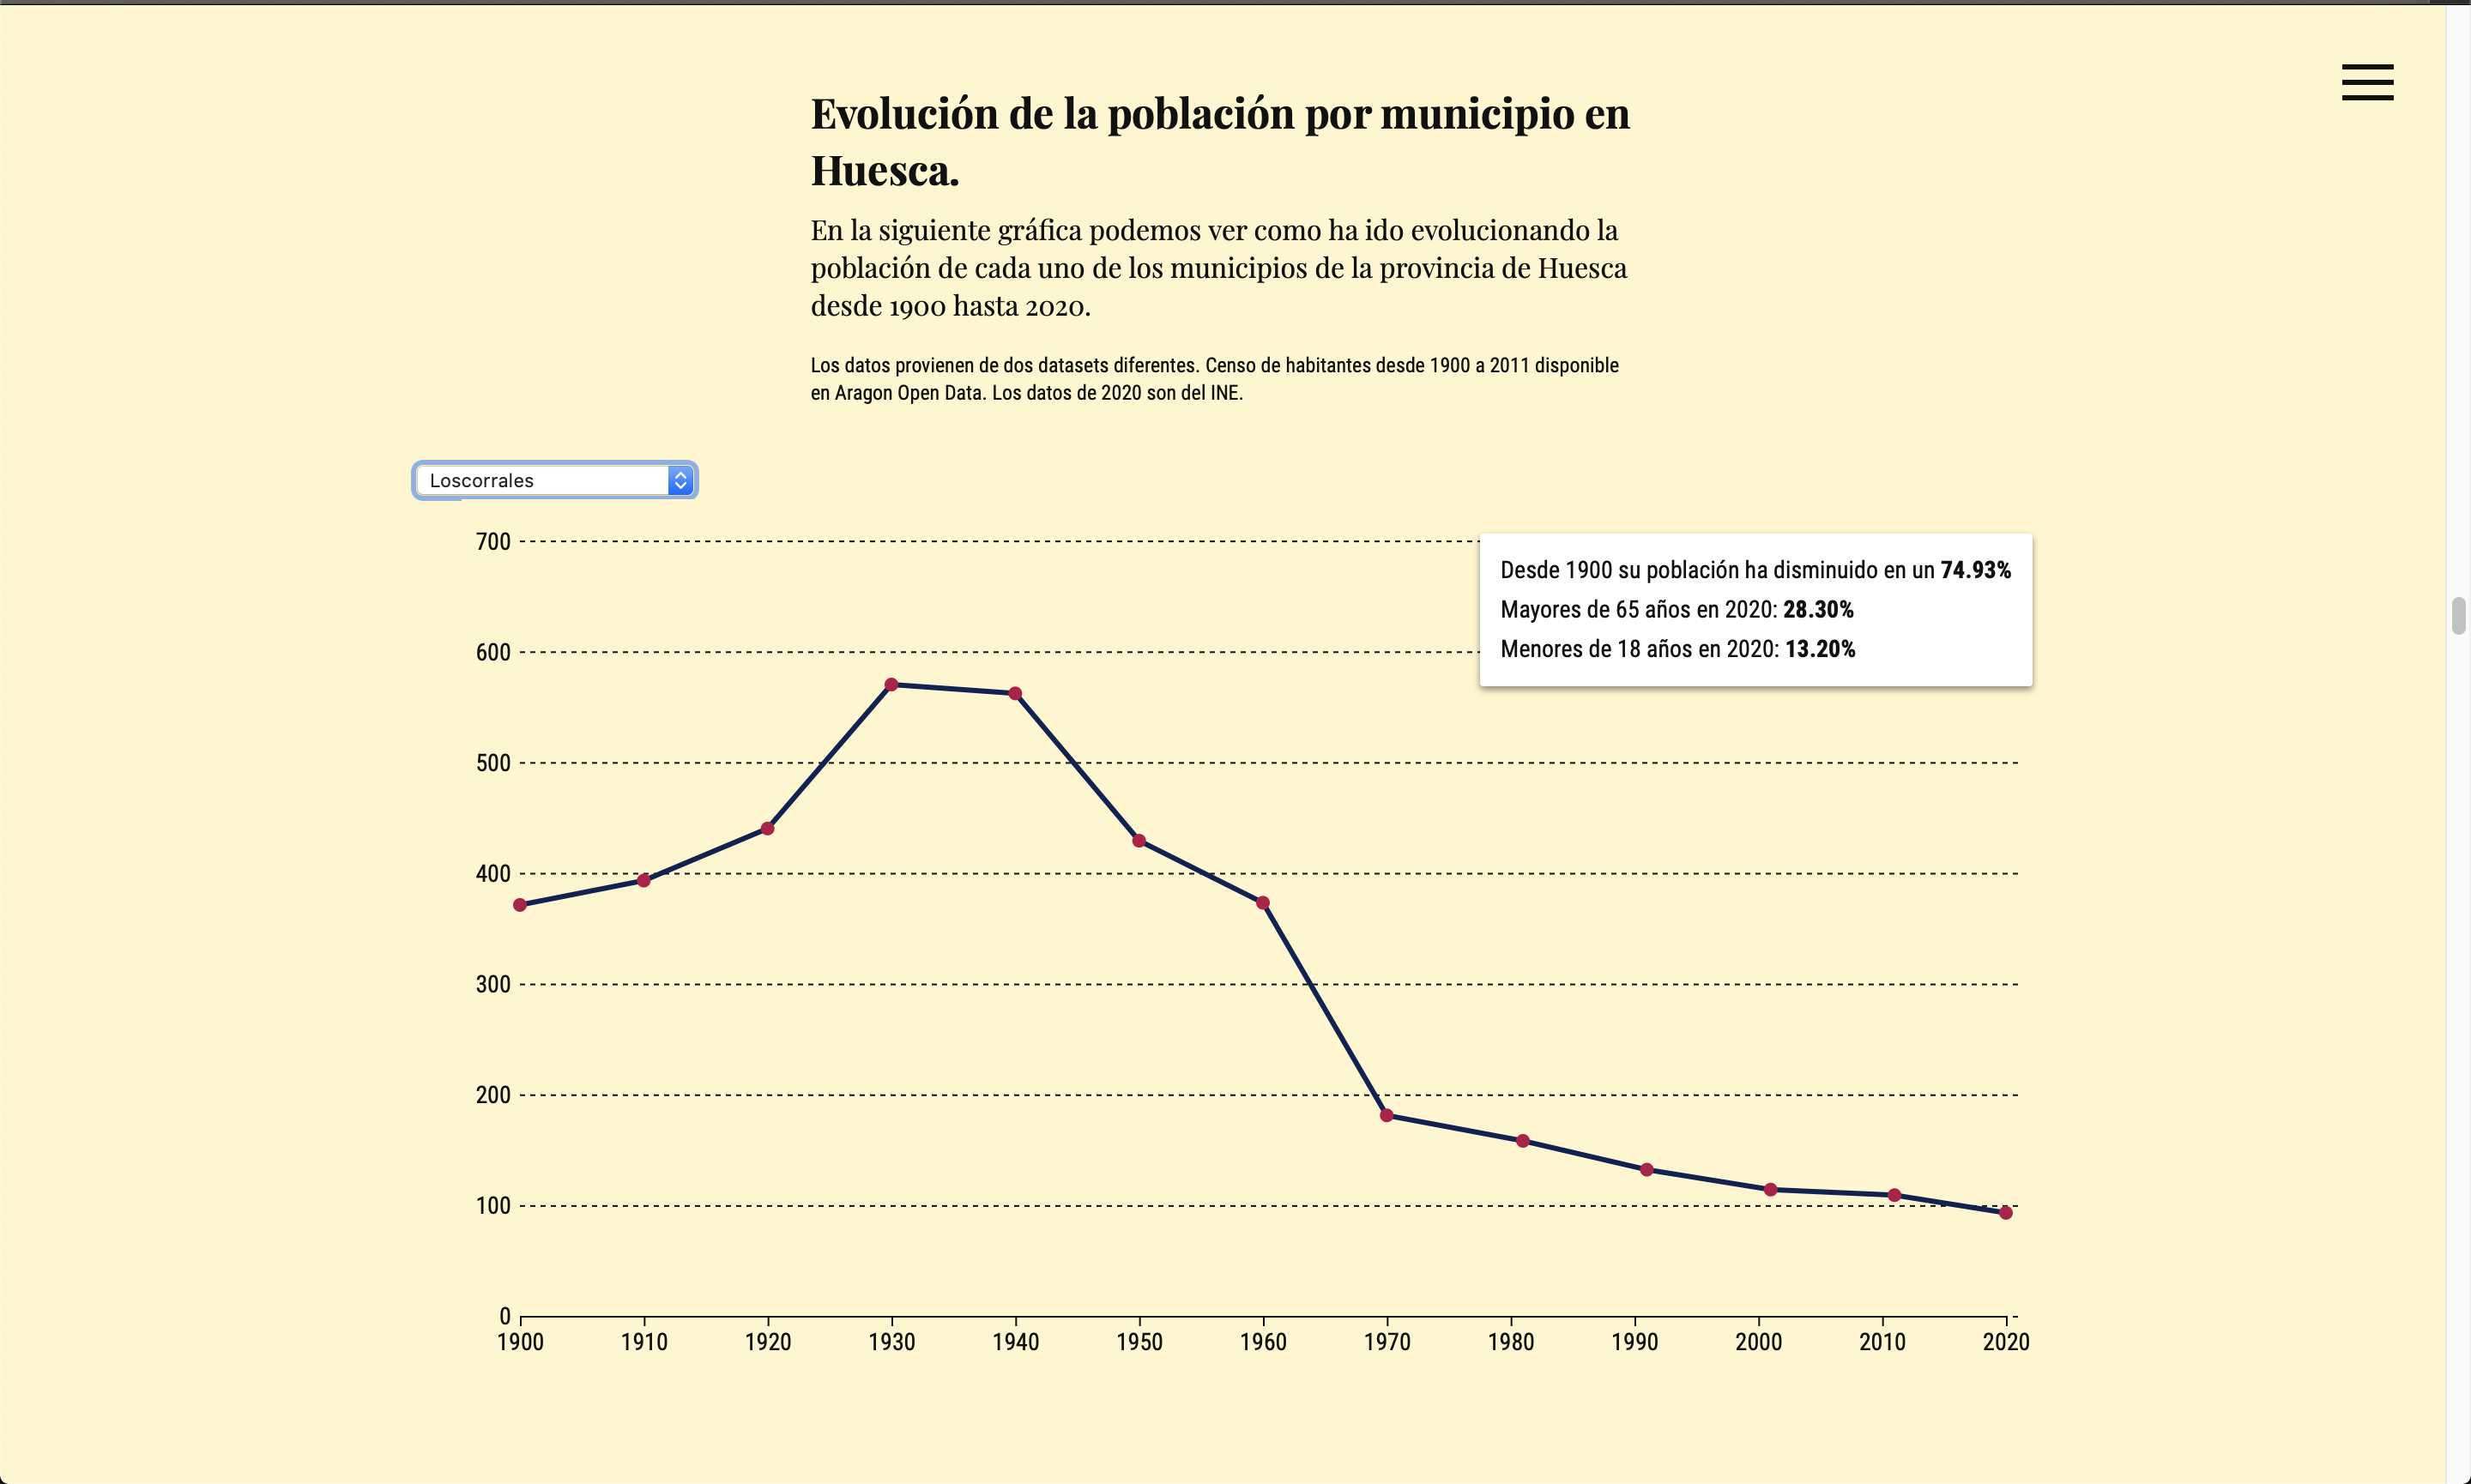 Evolución de la población por municipio en
Huesca.
En la siguiente gráfica podemos ver como ha ido evolucionando la
población de cada uno de los municipios de la provincia de Huesca
desde 1900 hasta 2020.
Los datos provienen de dos datasets diferentes. Censo de habitantes desde 1900 a 2011 disponible
en Aragon Open Data. Los datos de 2020 son del INE.
Loscorrales
Desde 1900 su población ha disminuido en un 74.93%
Mayores de 65 años en 2020: 28.30%
Menores de 18 años en 2020: 13.20%
700
600
500
400
300
200
100
0
1900 1910 1920 1930 1940 1950 1960 1970 1980 1990 2000 2010 2020